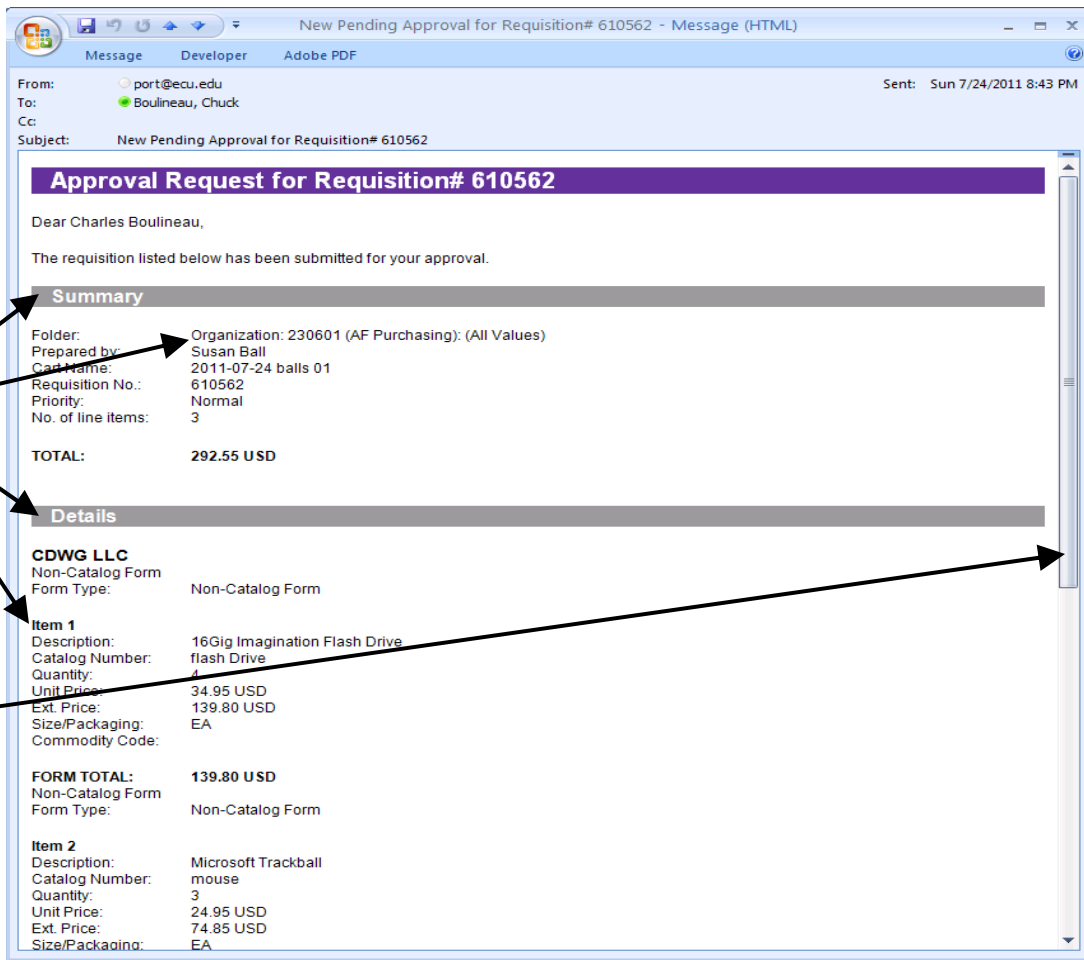 New Pending Approval for Requisition# 610562 - Message (HTML)
Message Developer Adobe PDF
From: port@ecu.edu Sent: Sun 7/24/2011 8:43 PM
To: Boulineau, Chuck
Cc:
Subject: New Pending Approval for Requisition# 610562
Approval Request for Requisition# 610562
Dear Charles Boulineau,
The requisition listed below has been submitted for your approval.
Summary
Folder: Organization: 230601 (AF Purchasing): (All Values)
Prepared by: Susan Ball
Cart Name: 2011-07-24 balls 01
Requisition No.: 610562
Priority: Normal
No. of line items: 3
TOTAL: 292.55 USD
Details
CDWG LLC
Non-Catalog Form
Form Type: Non-Catalog Form
Item 1
Description: 16Gig Imagination Flash Drive
Catalog Number: flash Drive
Quantity: 4
Unit Price: 34.95 USD
Ext. Price: 139.80 USD
Size/Packaging: EA
Commodity Code:
FORM TOTAL: 139.80 USD
Non-Catalog Form
Form Type: Non-Catalog Form
Item 2
Description: Microsoft Trackball
Catalog Number: mouse
Quantity: 3
Unit Price: 24.95 USD
Ext. Price: 74.85 USD
Size/Packaging: EA